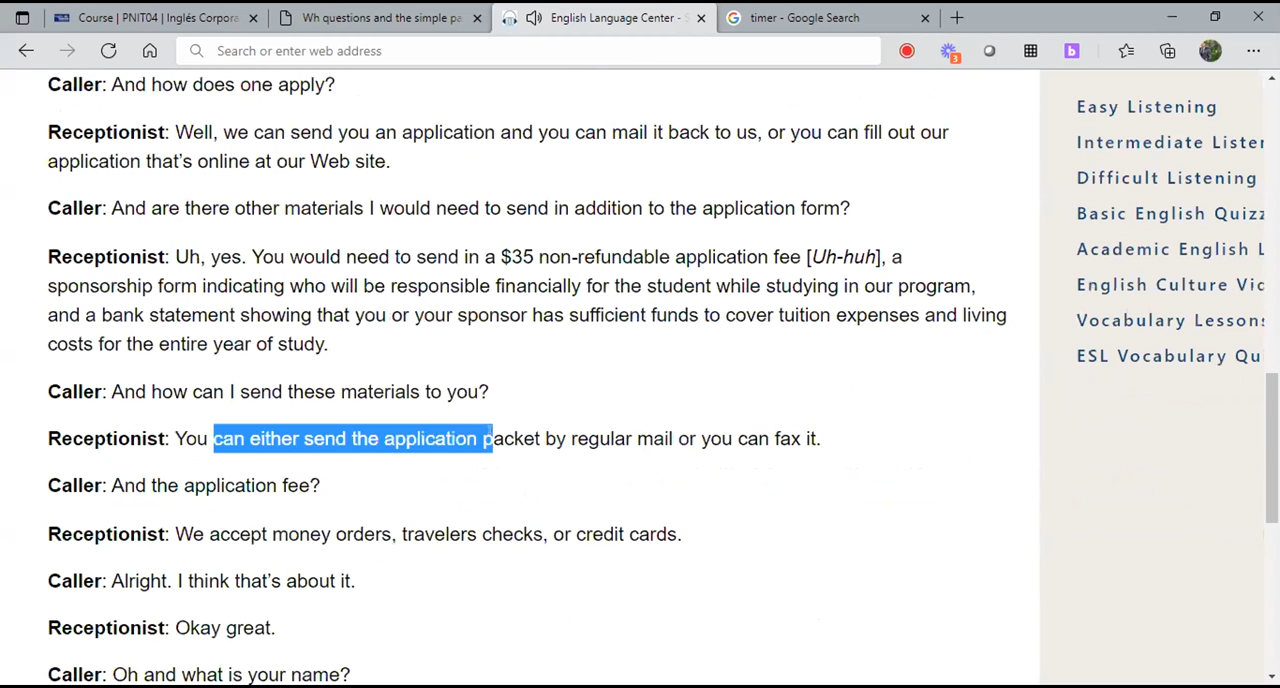 Course | PNIT04 | Inglés Corpora
Wh questions and the simple pa
English Language Center - S
timer - Google Search
Search or enter web address
3
b
Caller: And how does one apply?
Receptionist: Well, we can send you an application and you can mail it back to us, or you can fill out our
application that’s online at our Web site.
Caller: And are there other materials I would need to send in addition to the application form?
Receptionist: Uh, yes. You would need to send in a $35 non-refundable application fee [Uh-huh], a
sponsorship form indicating who will be responsible financially for the student while studying in our program,
and a bank statement showing that you or your sponsor has sufficient funds to cover tuition expenses and living
costs for the entire year of study.
Caller: And how can I send these materials to you?
Receptionist: You can either send the application packet by regular mail or you can fax it.
Caller: And the application fee?
Receptionist: We accept money orders, travelers checks, or credit cards.
Caller: Alright. I think that’s about it.
Receptionist: Okay great.
Caller: Oh and what is your name?
Easy Listening
Intermediate Lister
Difficult Listening
Basic English Quizz
Academic English L
English Culture Vid
Vocabulary Lessons
ESL Vocabulary Qu